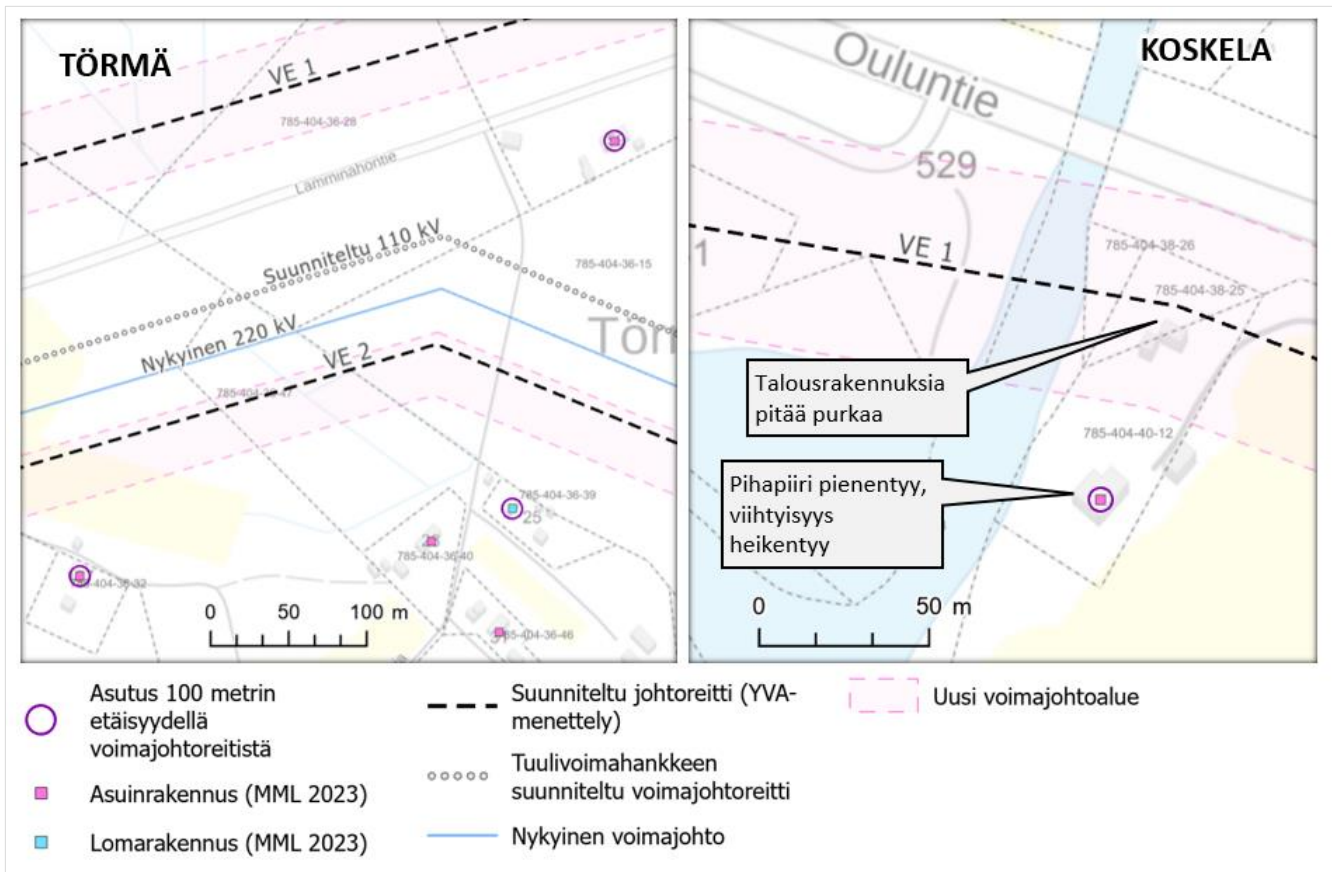 TÖRMÄ
VE 1
785-404-36-28
Lamminahontie
Suunniteltu 110 kV
785-404-36-15
Nykyinen 220 kV
VE 2
785-404-36-39
25
785-404-36-40
785-404-36-46
0 50 100 m
KOSKELA
Ouluntie
529
VE 1
785-404-38-26
785-404-38-25
Talousrakennuksia
pitää purkaa
785-404-40-12
Pihapiiri pienentyy,
viihtyisyys
heikentyy
0 50 m
Asutus 100 metrin
etäisyydellä
voimajohtoreitistä
Asuinrakennus (MML 2023)
Lomarakennus (MML 2023)
Suunniteltu johtoreitti (YVA-
menettely)
Tuulivoimahankkeen
suunniteltu voimajohtoreitti
Nykyinen voimajohto
Uusi voimajohtoalue